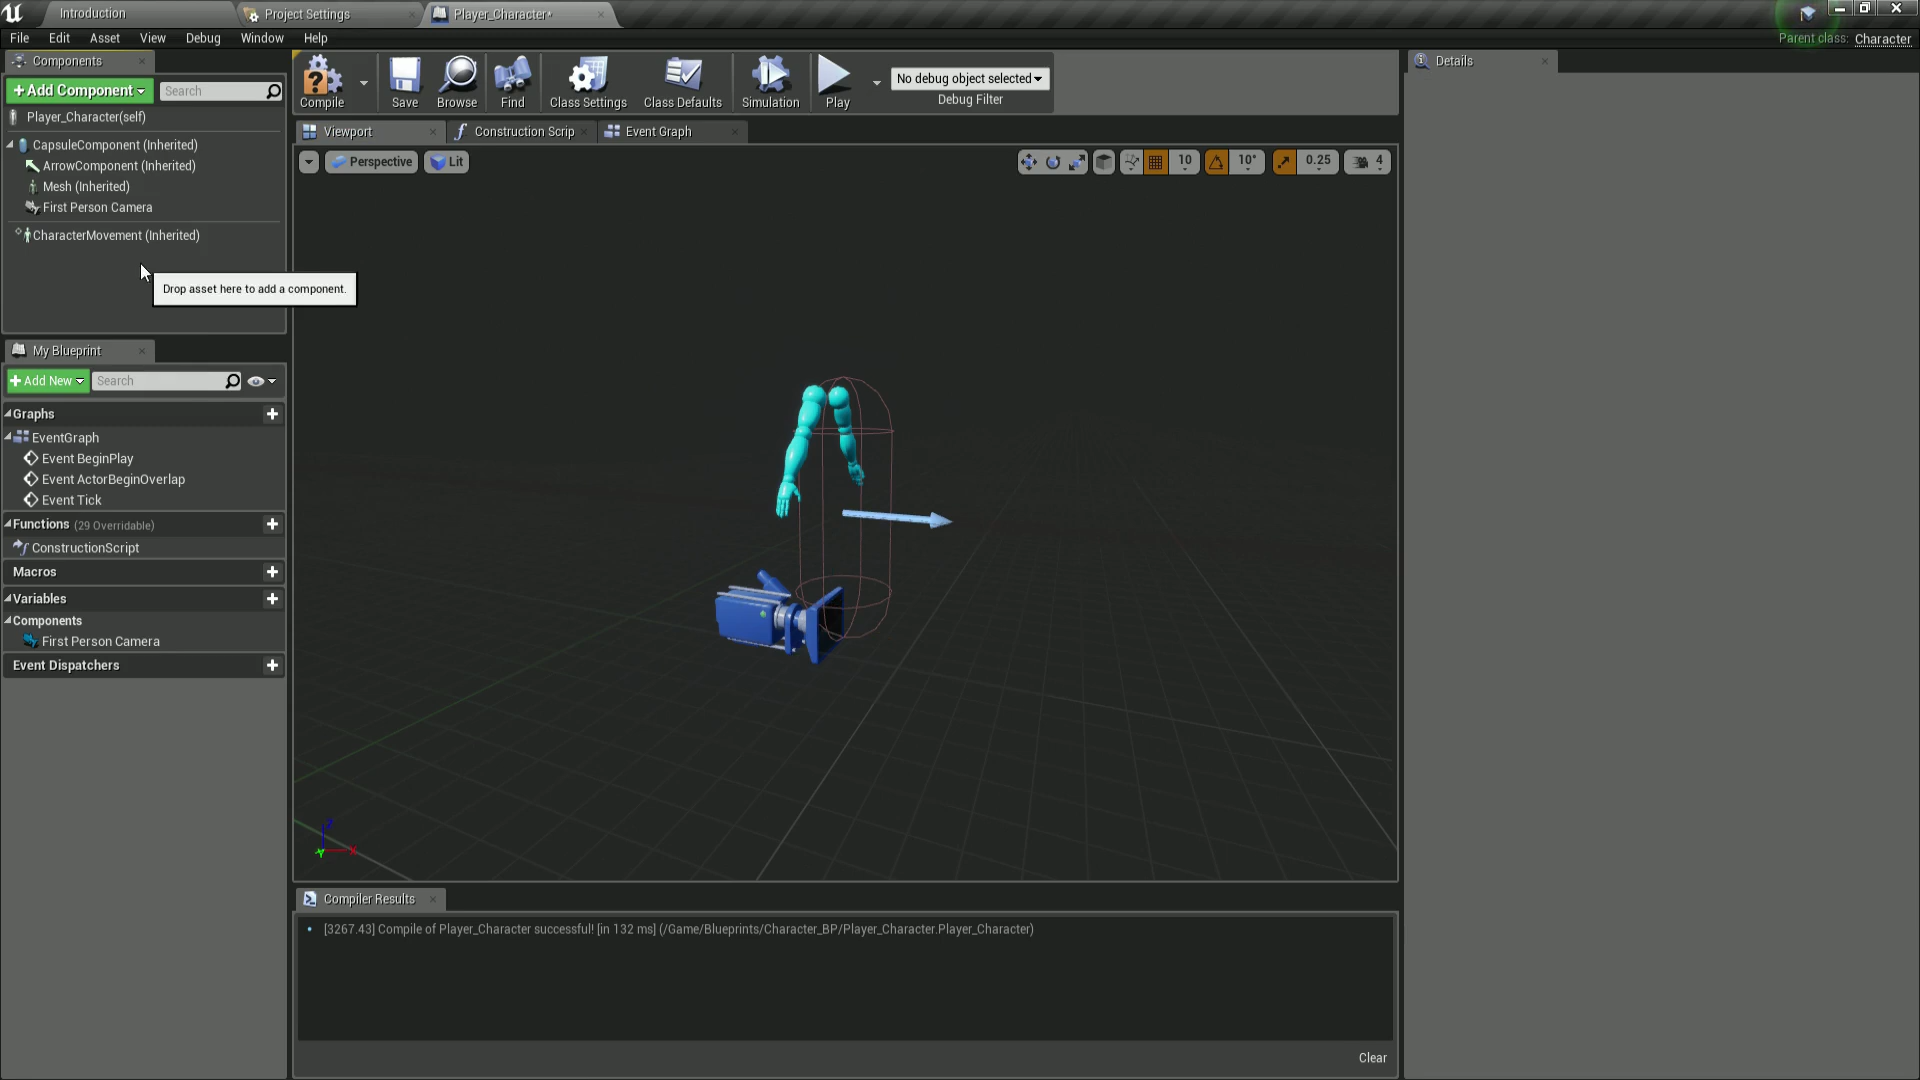 Introduction
Project Settings
Player_Character*
File Edit Asset View Debug Window Help
Parent class: Character
Components
+Add Component
Search
Player_Character(self)
CapsuleComponent (Inherited)
ArrowComponent (Inherited)
Mesh (Inherited)
First Person Camera
CharacterMovement (Inherited)
Drop asset here to add a component.
My Blueprint
+Add New
Search
Graphs
EventGraph
Event BeginPlay
Event ActorBeginOverlap
Event Tick
Functions (29 Overridable)
ConstructionScript
Macros
Variables
Components
First Person Camera
Event Dispatchers
Compile
Save
Browse
Find
Class Settings
Class Defaults
Simulation
Play
No debug object selected
Debug Filter
Viewport
Construction Scrip
Event Graph
Perspective
Lit
10
10°
0.25
4
Z
X
Y
Compiler Results
[3267.43] Compile of Player_Character successful! [in 132 ms] (/Game/Blueprints/Character_BP/Player_Character.Player_Character)
Clear
Details